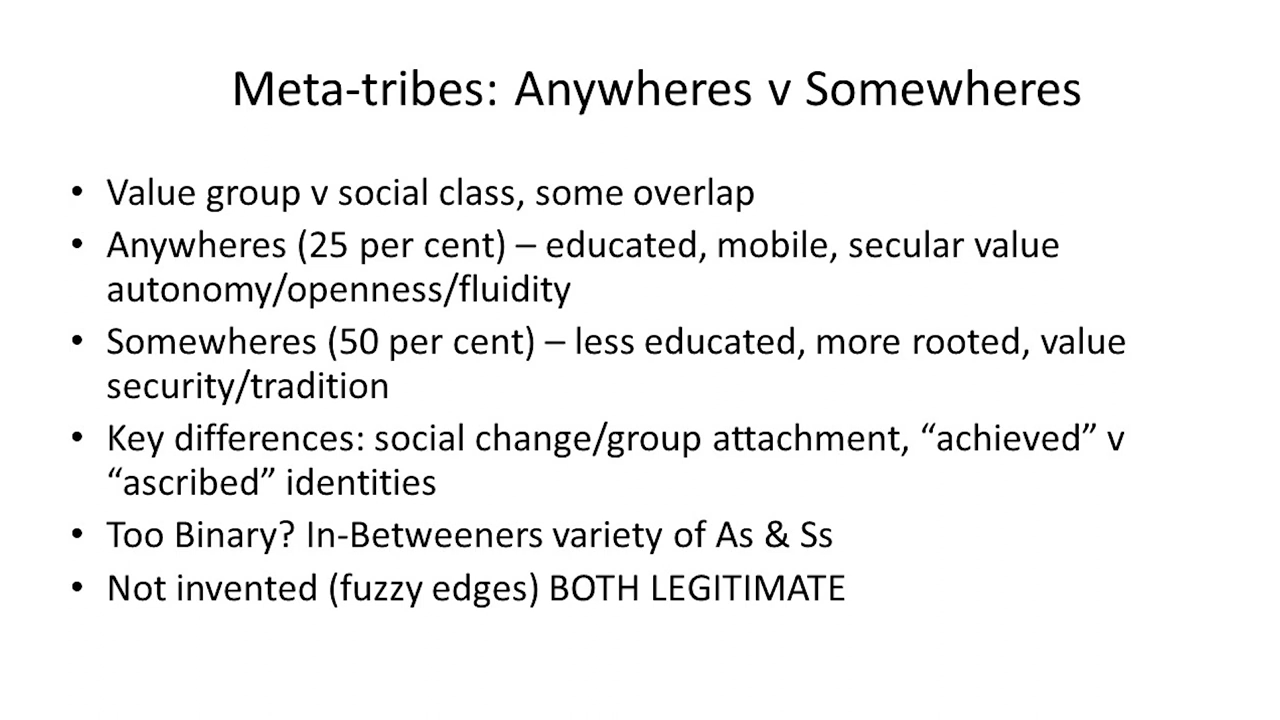 Meta-tribes: Anywheres v Somewheres
• Value group v social class, some overlap
• Anywheres (25 per cent) – educated, mobile, secular value
autonomy/openness/fluidity
• Somewheres (50 per cent) – less educated, more rooted, value
security/tradition
• Key differences: social change/group attachment, “achieved” v
“ascribed” identities
• Too Binary? In-Betweeners variety of As & Ss
• Not invented (fuzzy edges) BOTH LEGITIMATE